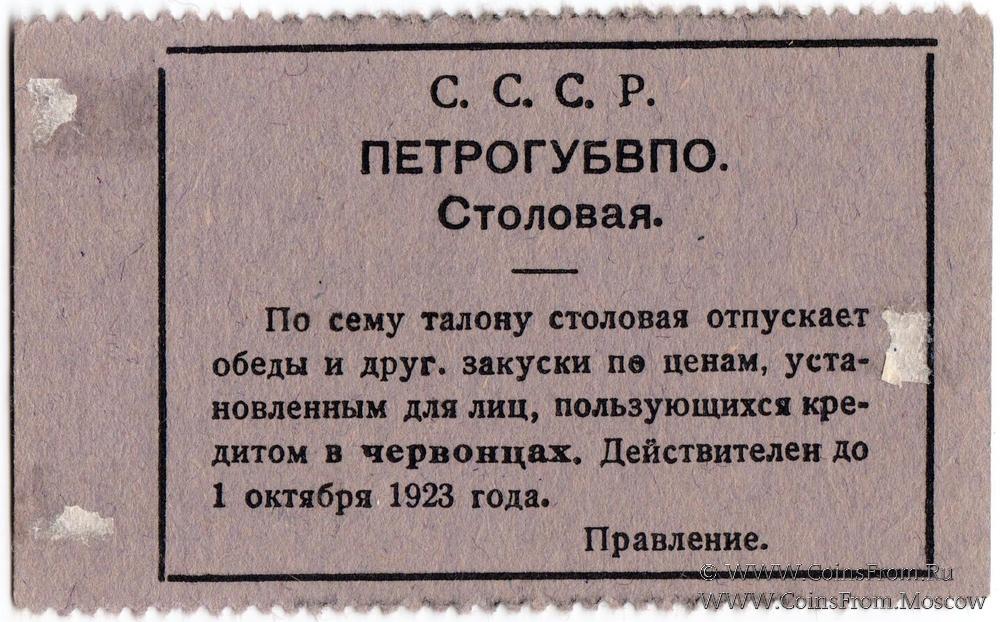 С. С. С. Р.
ПЕТРОГУБВПО.
Столовая.
По сему талону столовая отпускает
обеды и друг. закуски по ценам, уста-
новленным для лиц, пользующихся кре-
дитом в червонцах. Действителен до
1 октября 1923 года.
Правление.
© WWW.CoinsFrom.Ru
WWW.CoinsFrom.Moscow